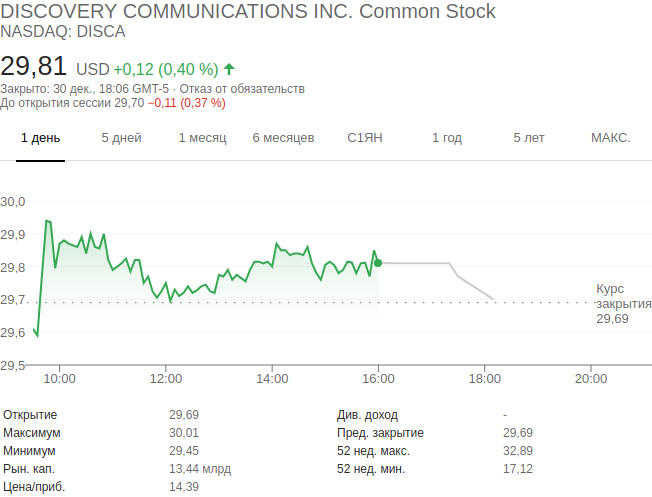 DISCOVERY COMMUNICATIONS INC. Common Stock
NASDAQ: DISCA
29,81 USD +0,12 (0,40 %)
Закрыто: 30 дек., 18:06 GMT-5 · Отказ от обязательств
До открытия сессии 29,70 −0,11 (0,37 %)
1 день 5 дней 1 месяц 6 месяцев С1ЯН 1 год 5 лет МАКС.
30,0
29,9
29,8
29,7
29,6
29,5
Курс
закрытия
29,69
10:00 12:00 14:00 16:00 18:00 20:00
Открытие 29,69 Див. доход -
Максимум 30,01 Пред. закрытие 29,69
Минимум 29,45 52 нед. макс. 32,89
Рын. кап. 13,44 млрд 52 нед. мин. 17,12
Цена/приб. 14,39